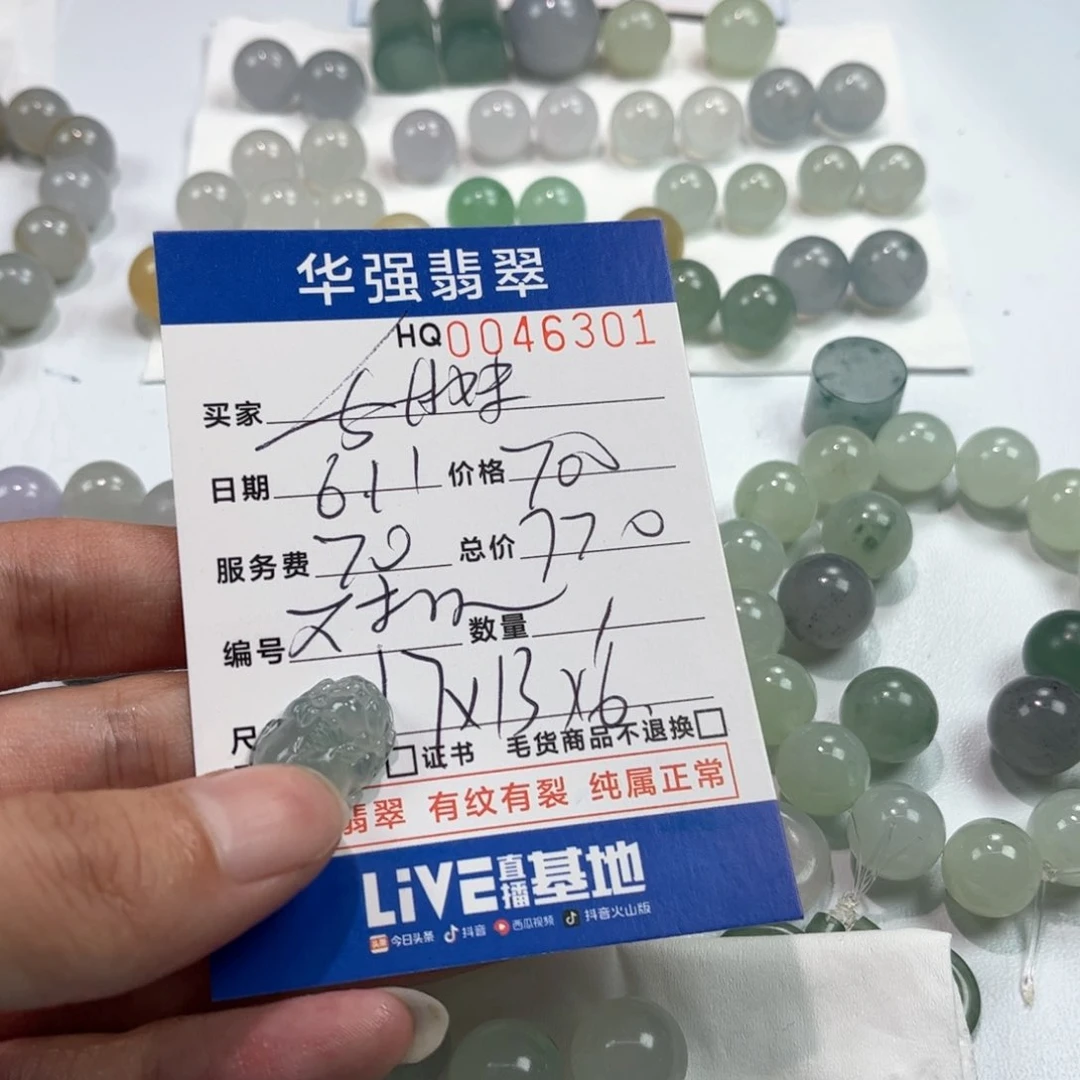 华强翡翠
HQ0046301
买家
日期 6.11 价格 700
服务费 70 总价 770
编号 数量 1
尺 17x13x6
证书 毛货商品不退换
翡翠 有纹有裂 纯属正常
LiVE直播基地
今日头条 抖音 西瓜视频 抖音火山版